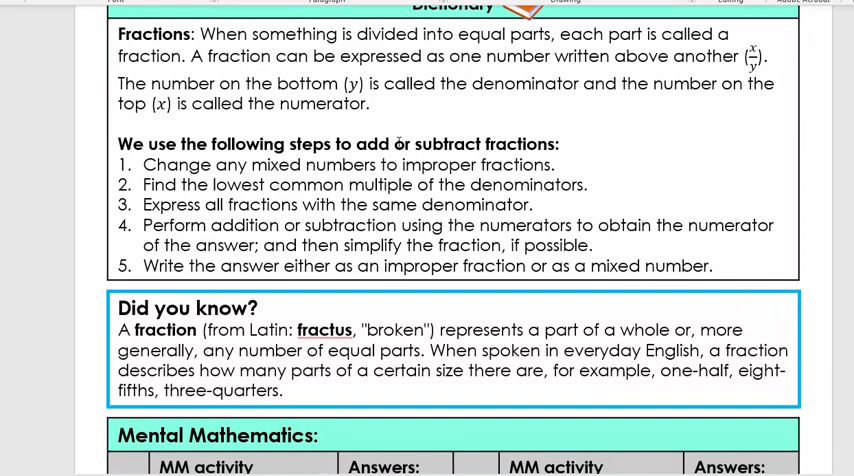 Font Paragraph Drawing Editing Adobe Acrobat
Dictionary
Fractions: When something is divided into equal parts, each part is called a
fraction. A fraction can be expressed as one number written above another (x/y).
The number on the bottom (y) is called the denominator and the number on the
top (x) is called the numerator.
We use the following steps to add or subtract fractions:
1. Change any mixed numbers to improper fractions.
2. Find the lowest common multiple of the denominators.
3. Express all fractions with the same denominator.
4. Perform addition or subtraction using the numerators to obtain the numerator
of the answer; and then simplify the fraction, if possible.
5. Write the answer either as an improper fraction or as a mixed number.
Did you know?
A fraction (from Latin: fractus, "broken") represents a part of a whole or, more
generally, any number of equal parts. When spoken in everyday English, a fraction
describes how many parts of a certain size there are, for example, one-half, eight-
fifths, three-quarters.
Mental Mathematics:
MM activity Answers: MM activity Answers: